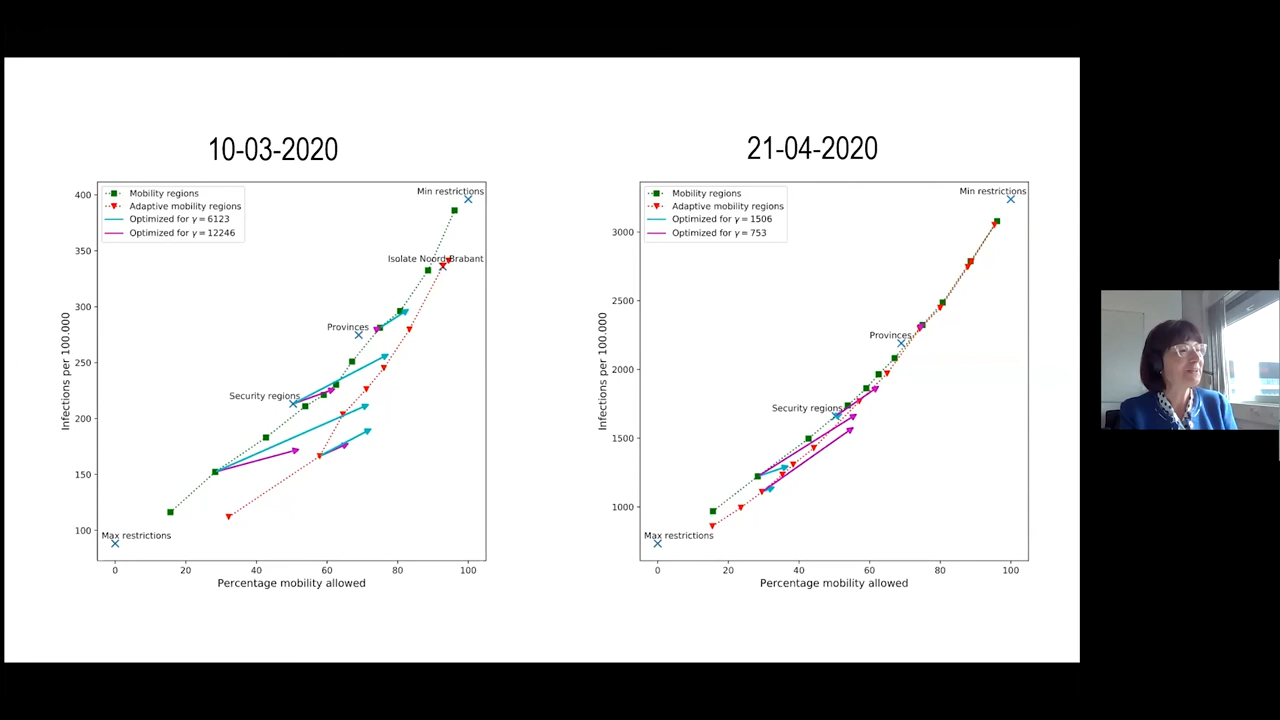 10-03-2020
400
350
300
250
200
150
100
Infections per 100.000
Mobility regions
Adaptive mobility regions
Optimized for γ = 6123
Optimized for γ = 12246
Min restrictions
Isolate Noord-Brabant
Provinces
Security regions
Max restrictions
0 20 40 60 80 100
Percentage mobility allowed
21-04-2020
3000
2500
2000
1500
1000
Infections per 100.000
Mobility regions
Adaptive mobility regions
Optimized for γ = 1506
Optimized for γ = 753
Min restrictions
Provinces
Security regions
Max restrictions
0 20 40 60 80 100
Percentage mobility allowed